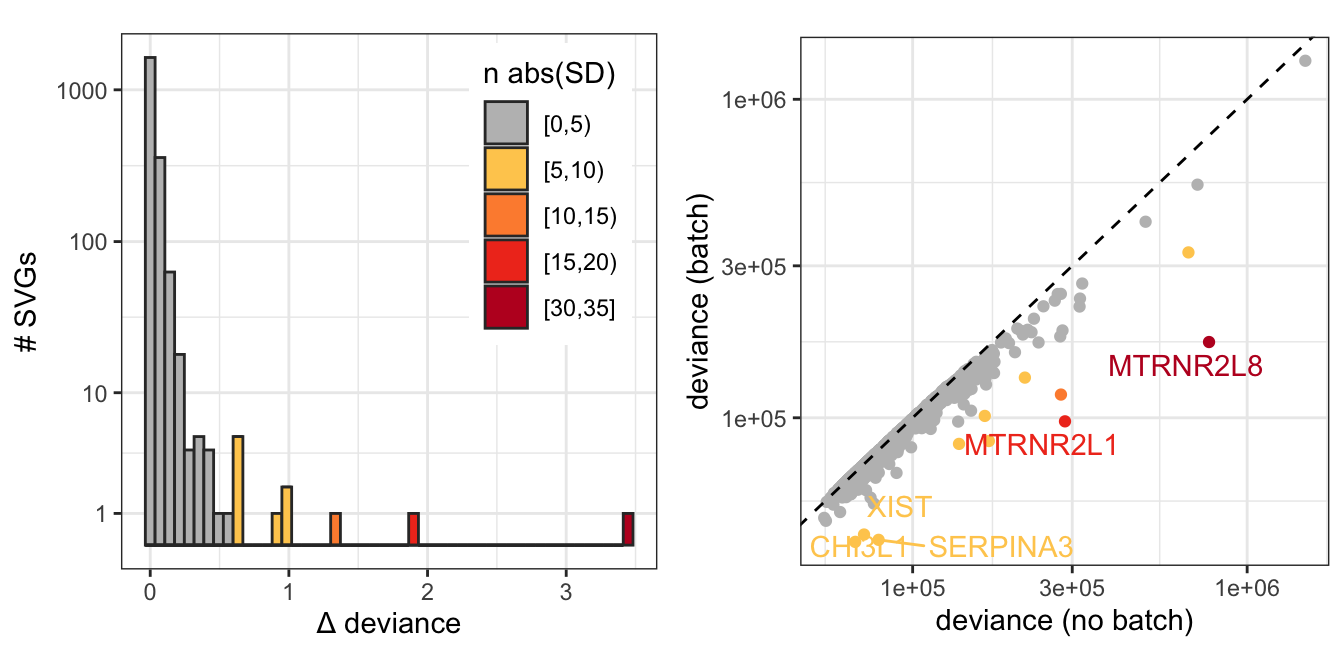 n abs(SD)
[0,5)
[5,10)
[10,15)
[15,20)
[30,35]
1000
100
10
1
# SVGs
0 1 2 3
Δ deviance
1e+06
3e+05
1e+05
deviance (batch)
MTRNR2L8
MTRNR2L1
XIST
CHI3L1 SERPINA3
1e+05 3e+05 1e+06
deviance (no batch)